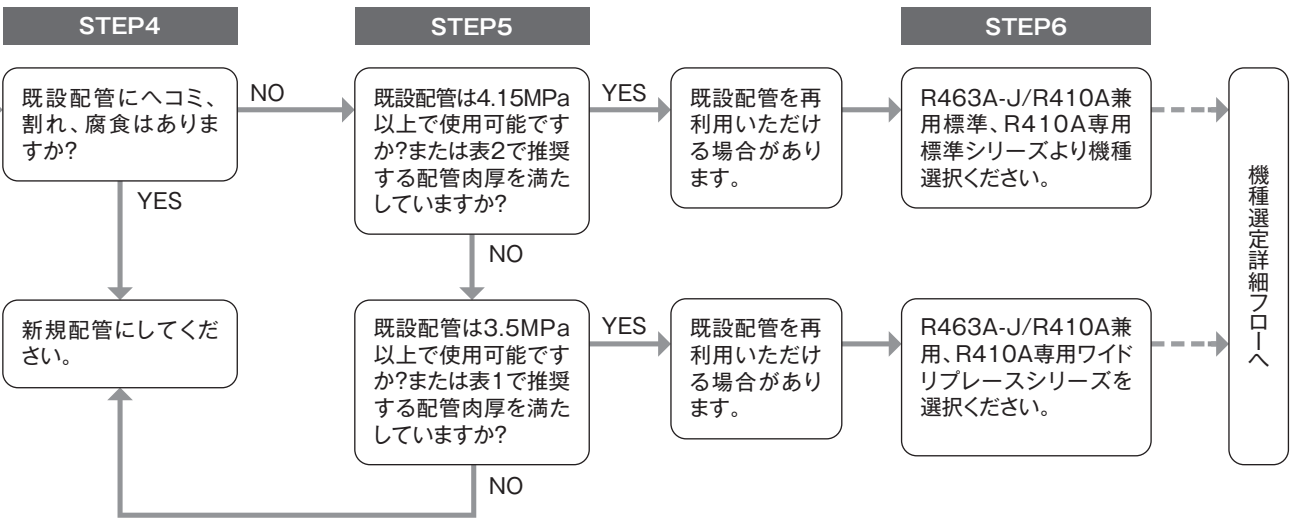 STEP4
STEP5
STEP6
既設配管にヘコミ、
割れ、腐食はありま
すか?
NO
既設配管は4.15MPa
以上で使用可能です
か?または表2で推奨
する配管肉厚を満た
していますか?
YES
既設配管を再
利用いただけ
る場合があり
ます。
R463A-J/R410A兼
用標準、R410A専用
標準シリーズより機種
選択ください。
機種選定詳細フローへ
YES
NO
新規配管にしてくだ
さい。
既設配管は3.5MPa
以上で使用可能です
か?または表1で推奨
する配管肉厚を満た
していますか?
YES
既設配管を再
利用いただけ
る場合があり
ます。
R463A-J/R410A兼
用、R410A専用ワイド
リプレースシリーズを
選択ください。
NO